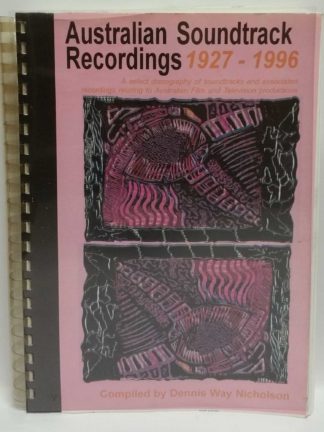 Australian Soundtrack
Recordings 1927 - 1996
A select discography of soundtracks and associated
recordings relating to Australian Film and Television productions
Compiled by Dennis Way Nicholson